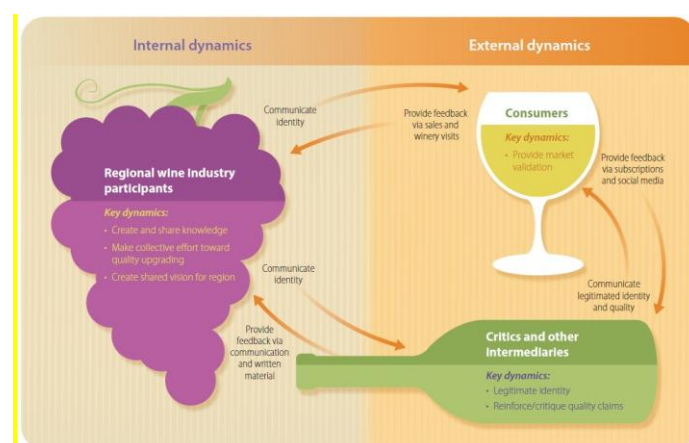 Internal dynamics
External dynamics
Communicate
identity
Provide feedback
via sales and
winery visits
Consumers
Key dynamics:
• Provide market
validation
Provide feedback
via subscriptions
and social media
Regional wine industry
participants
Key dynamics:
• Create and share knowledge
• Make collective effort toward
quality upgrading
• Create shared vision for region
Communicate
identity
Communicate
legitimated identity
and quality
Provide
feedback via
communication
and written
material
Critics and other
intermediaries
Key dynamics:
• Legitimate identity
• Reinforce/critique quality claims